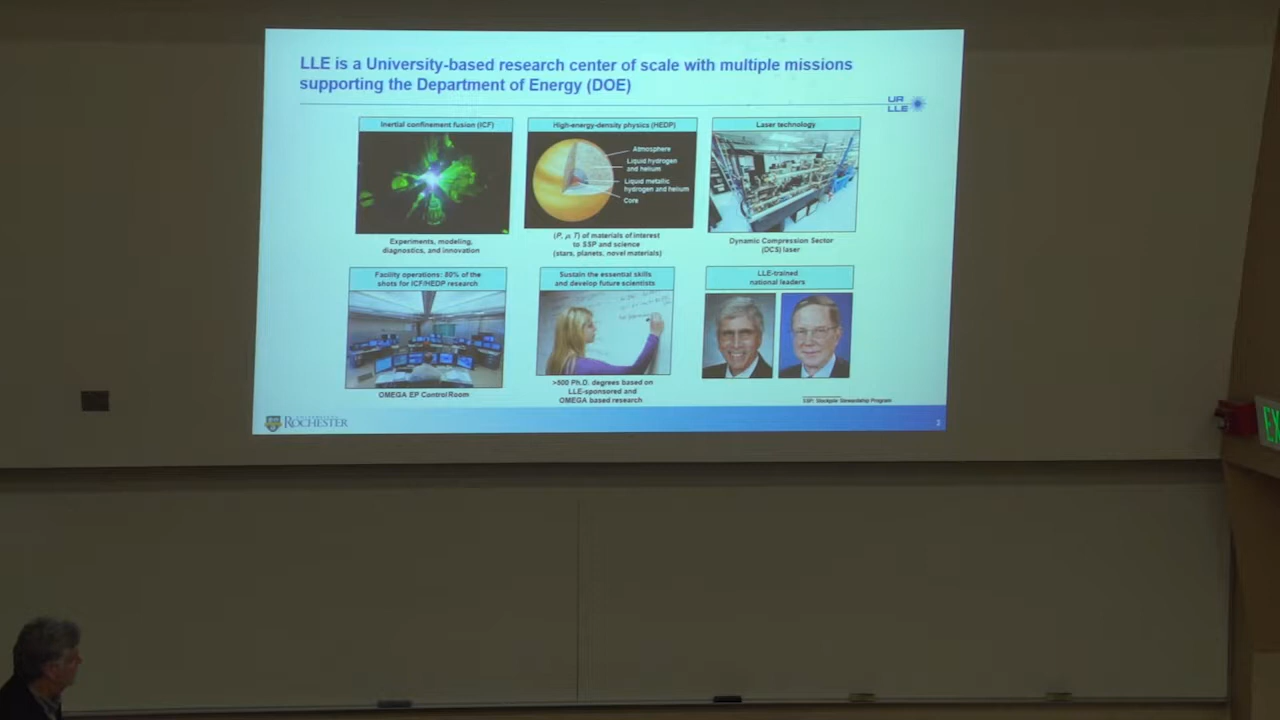 LLE is a University-based research center of scale with multiple missions
supporting the Department of Energy (DOE)
UR
LLE
Inertial confinement fusion (ICF)
Experiments, modeling,
diagnostics, and innovation
High-energy-density physics (HEDP)
Atmosphere
Liquid hydrogen
and helium
Liquid metallic
hydrogen and helium
Core
(P, ρ, T) of materials of interest
to SSP and science
(stars, planets, novel materials)
Laser technology
Dynamic Compression Sector
(DCS) laser
Facility operations: 80% of the
shots for ICF/HEDP research
OMEGA EP Control Room
Sustain the essential skills
and develop future scientists
>500 Ph.D. degrees based on
LLE-sponsored and
OMEGA based research
LLE-trained
national leaders
SSP: Stockpile Stewardship Program
UNIVERSITY of
ROCHESTER
2
EX